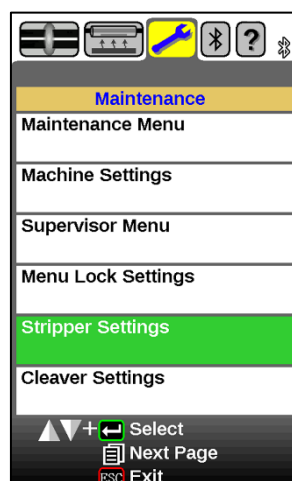 ?
Maintenance
Maintenance Menu
Machine Settings
Supervisor Menu
Menu Lock Settings
Stripper Settings
Cleaver Settings
+ Select
Next Page
ESC Exit